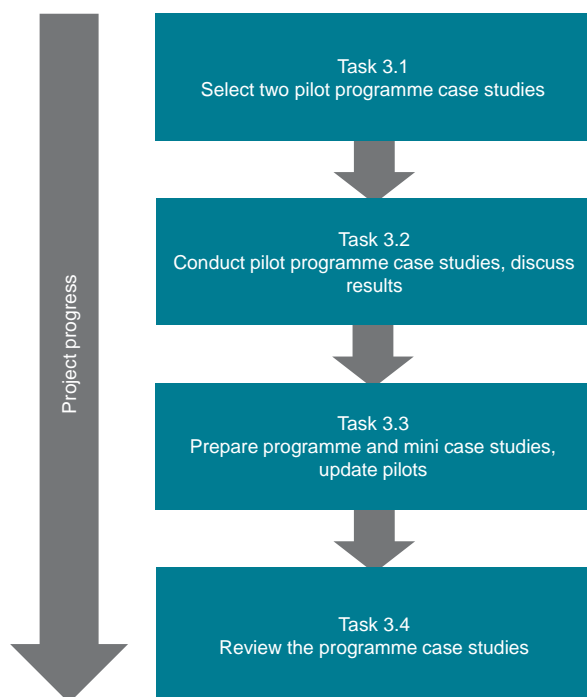 Task 3.1
Select two pilot programme case studies
Task 3.2
Conduct pilot programme case studies, discuss
results
Project progress
Task 3.3
Prepare programme and mini case studies,
update pilots
Task 3.4
Review the programme case studies